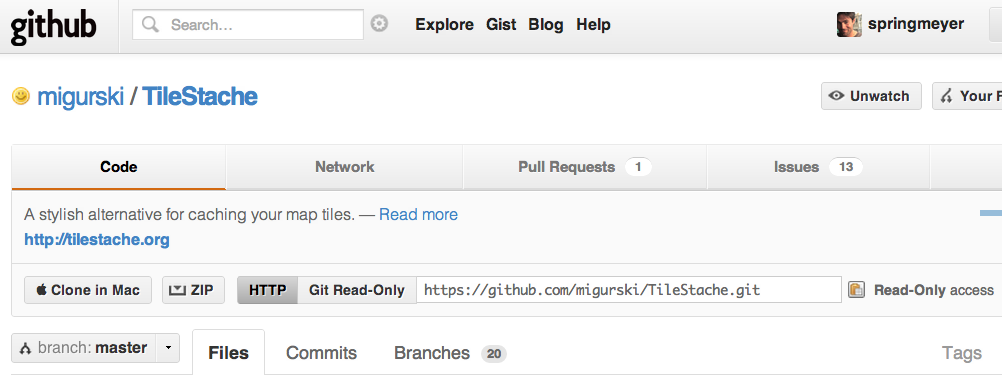 github Search... Explore Gist Blog Help springmeyer
migurski / TileStache Unwatch Your F
Code Network Pull Requests 1 Issues 13
A stylish alternative for caching your map tiles. — Read more
http://tilestache.org
Clone in Mac ZIP HTTP Git Read-Only https://github.com/migurski/TileStache.git Read-Only access
branch: master Files Commits Branches 20 Tags